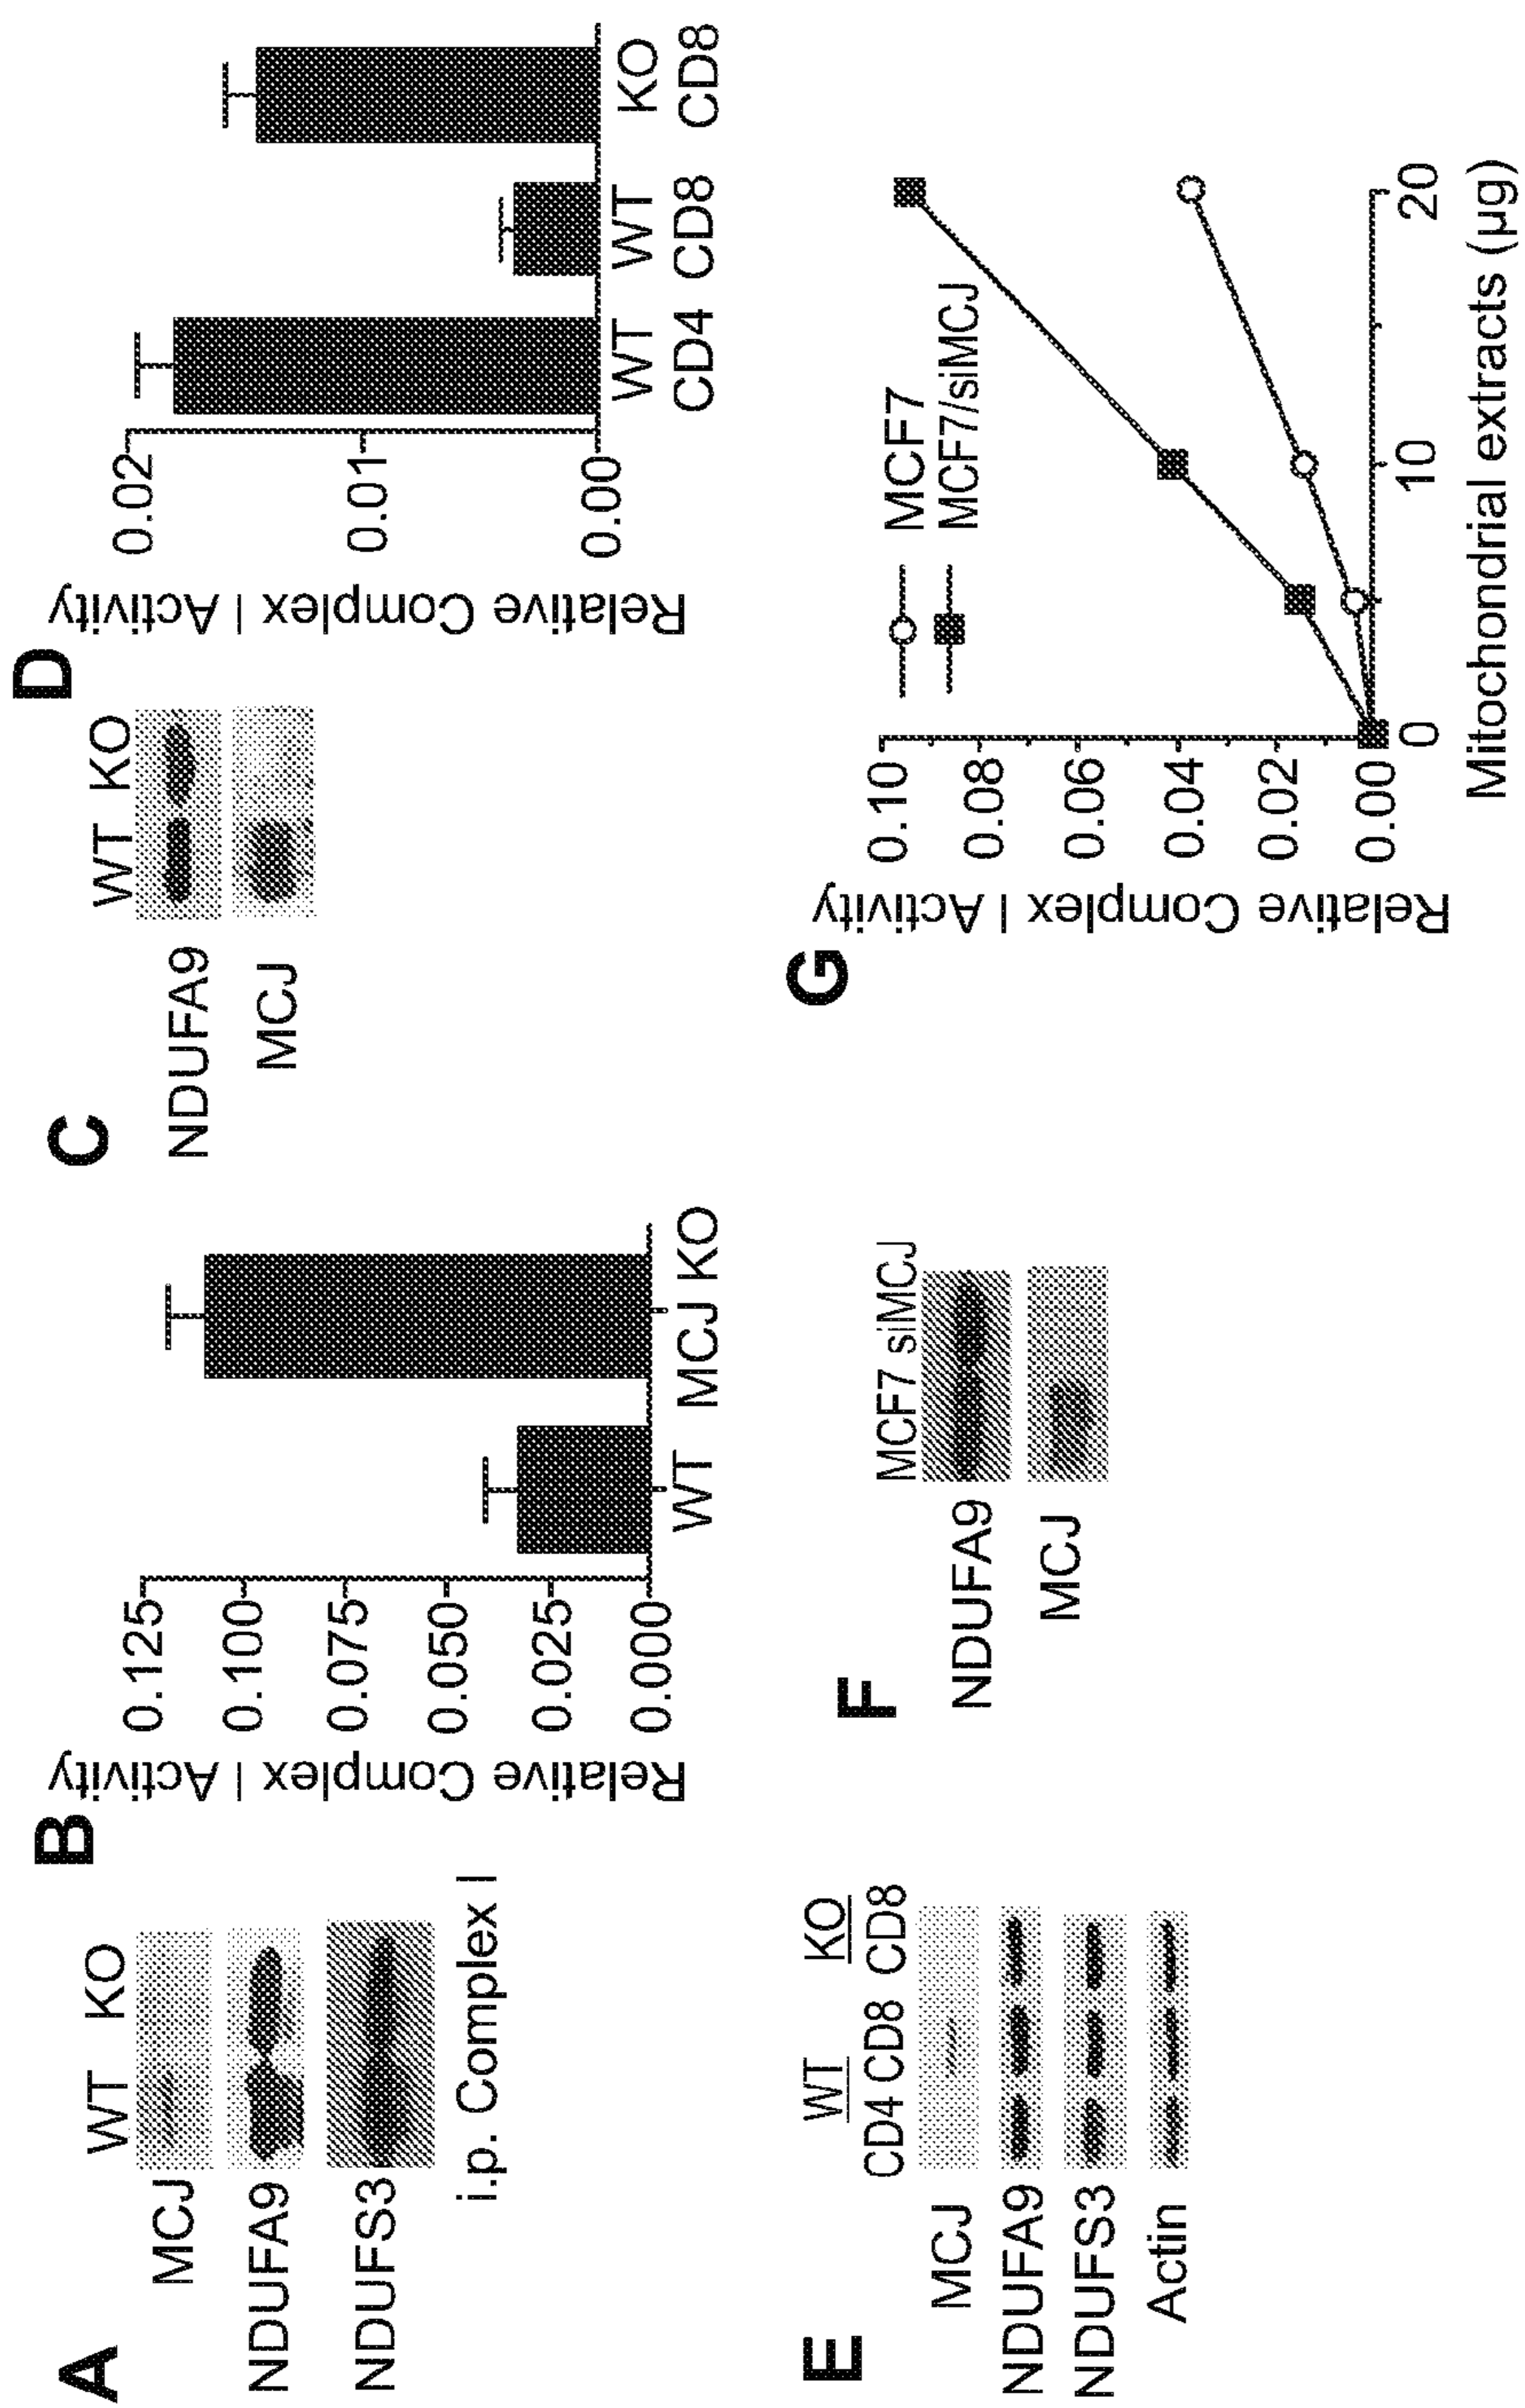 A
WT KO
MCJ
NDUFA9
NDUFS3
i.p. Complex I
B
Relative Complex I Activity
0.125
0.100
0.075
0.050
0.025
0.000
WT MCJ KO
C
WT KO
NDUFA9
MCJ
D
Relative Complex I Activity
0.02
0.01
0.00
WT WT KO
CD4 CD8 CD8
E
WT KO
CD4 CD8 CD8
MCJ
NDUFA9
NDUFS3
Actin
F
MCF7 siMCJ
NDUFA9
MCJ
G
Relative Complex I Activity
0.10
0.08
0.06
0.04
0.02
0.00
MCF7
MCF7/siMCJ
0 10 20
Mitochondrial extracts (µg)